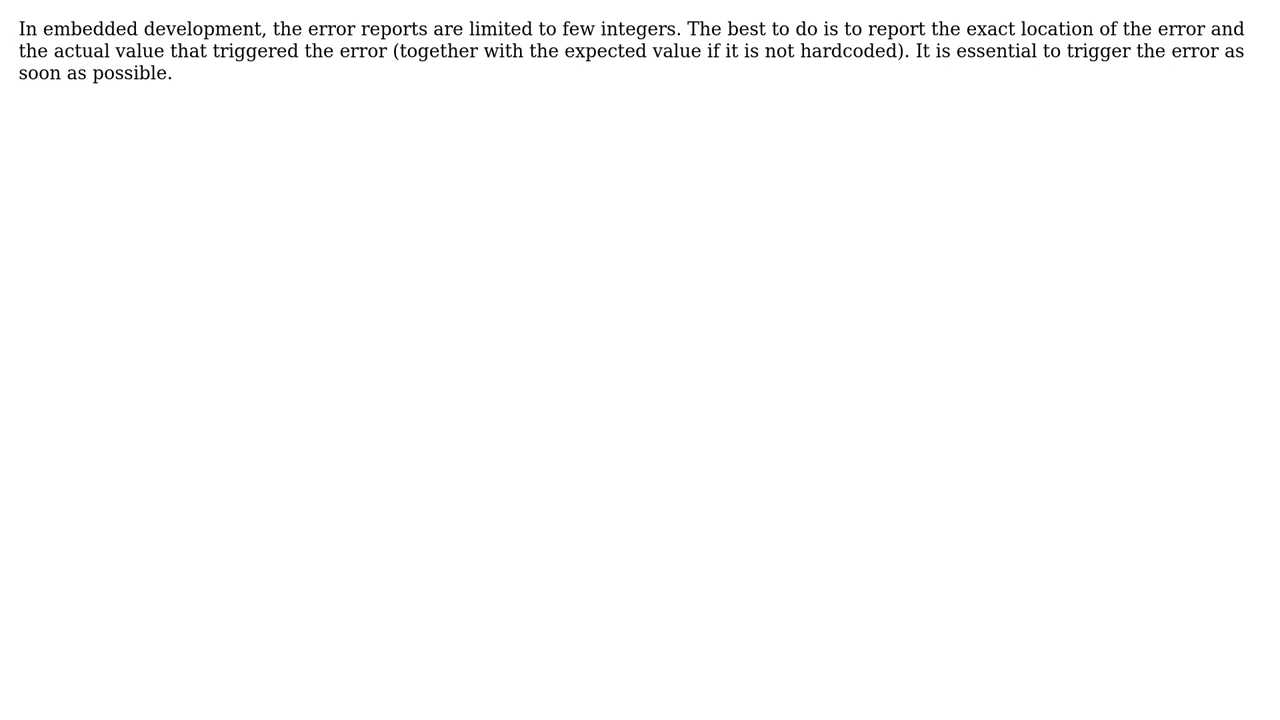 In embedded development, the error reports are limited to few integers. The best to do is to report the exact location of the error and
the actual value that triggered the error (together with the expected value if it is not hardcoded). It is essential to trigger the error as
soon as possible.